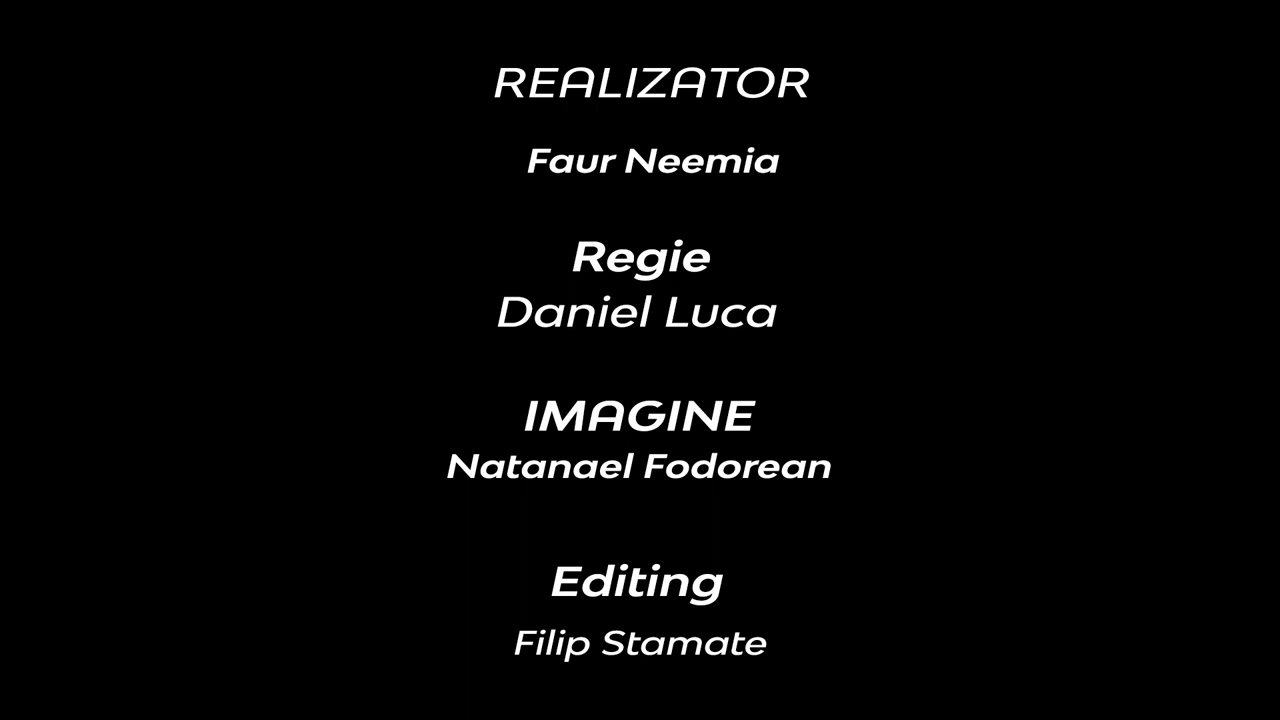 REALIZATOR
Faur Neemia
Regie
Daniel Luca
IMAGINE
Natanael Fodorean
Editing
Filip Stamate